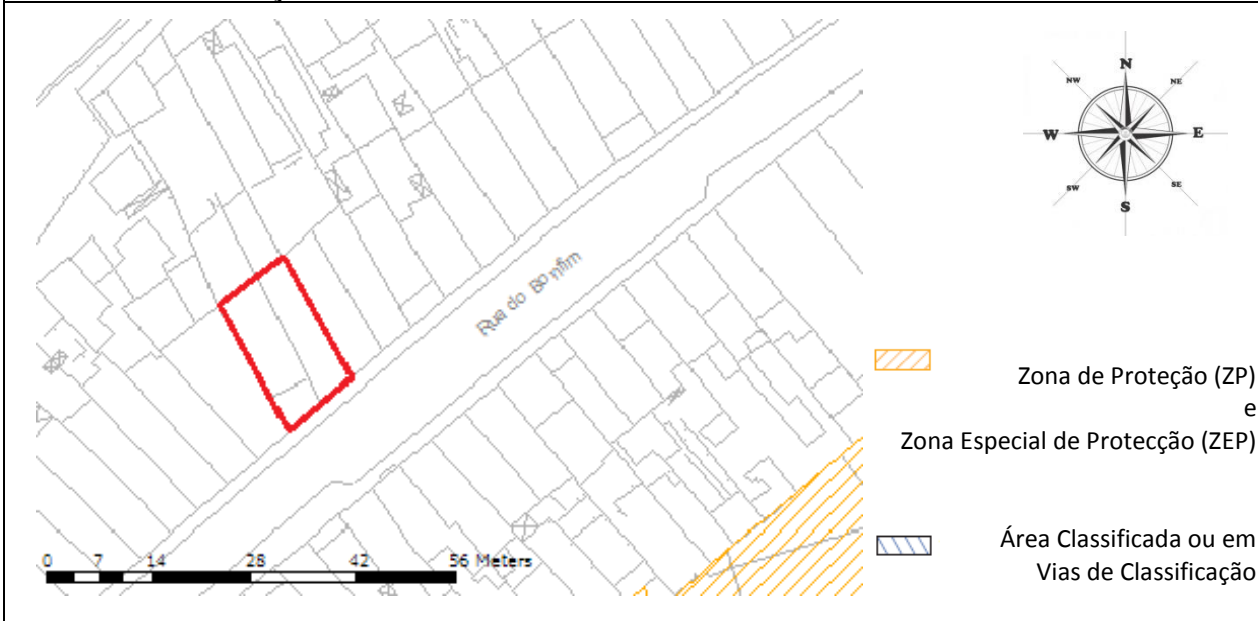 Rua do Bonfim
0 7 14 28 42 56 Meters
N
NW NE
W E
SW SE
S
Zona de Proteção (ZP)
e
Zona Especial de Protecção (ZEP)
Área Classificada ou em
Vias de Classificação